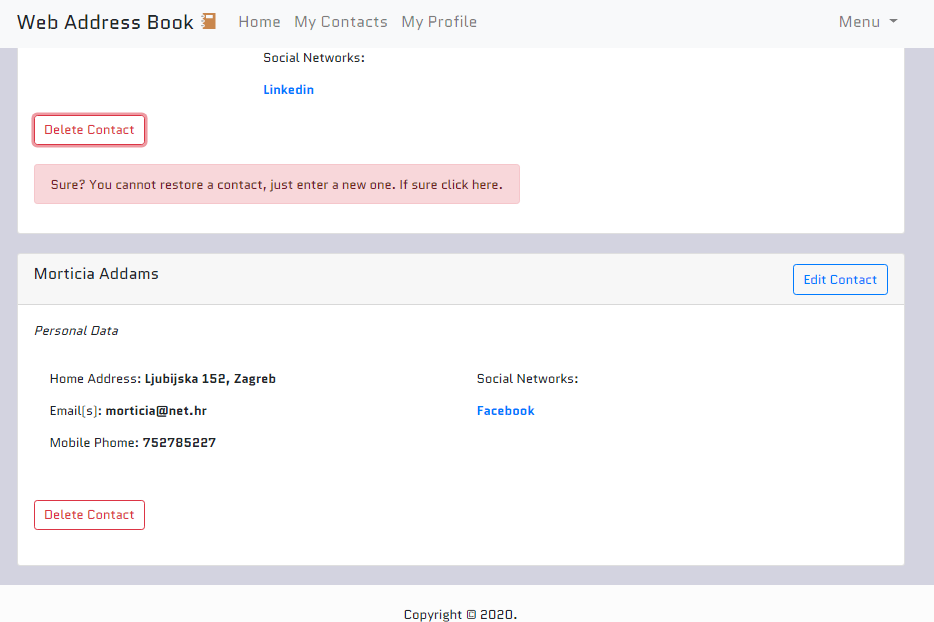 Web Address Book Home My Contacts My Profile Menu
Social Networks:
Linkedin
Delete Contact
Sure? You cannot restore a contact, just enter a new one. If sure click here.
Morticia Addams
Edit Contact
Personal Data
Home Address: Ljubijska 152, Zagreb
Email(s): morticia@net.hr
Mobile Phome: 752785227
Social Networks:
Facebook
Delete Contact
Copyright © 2020.